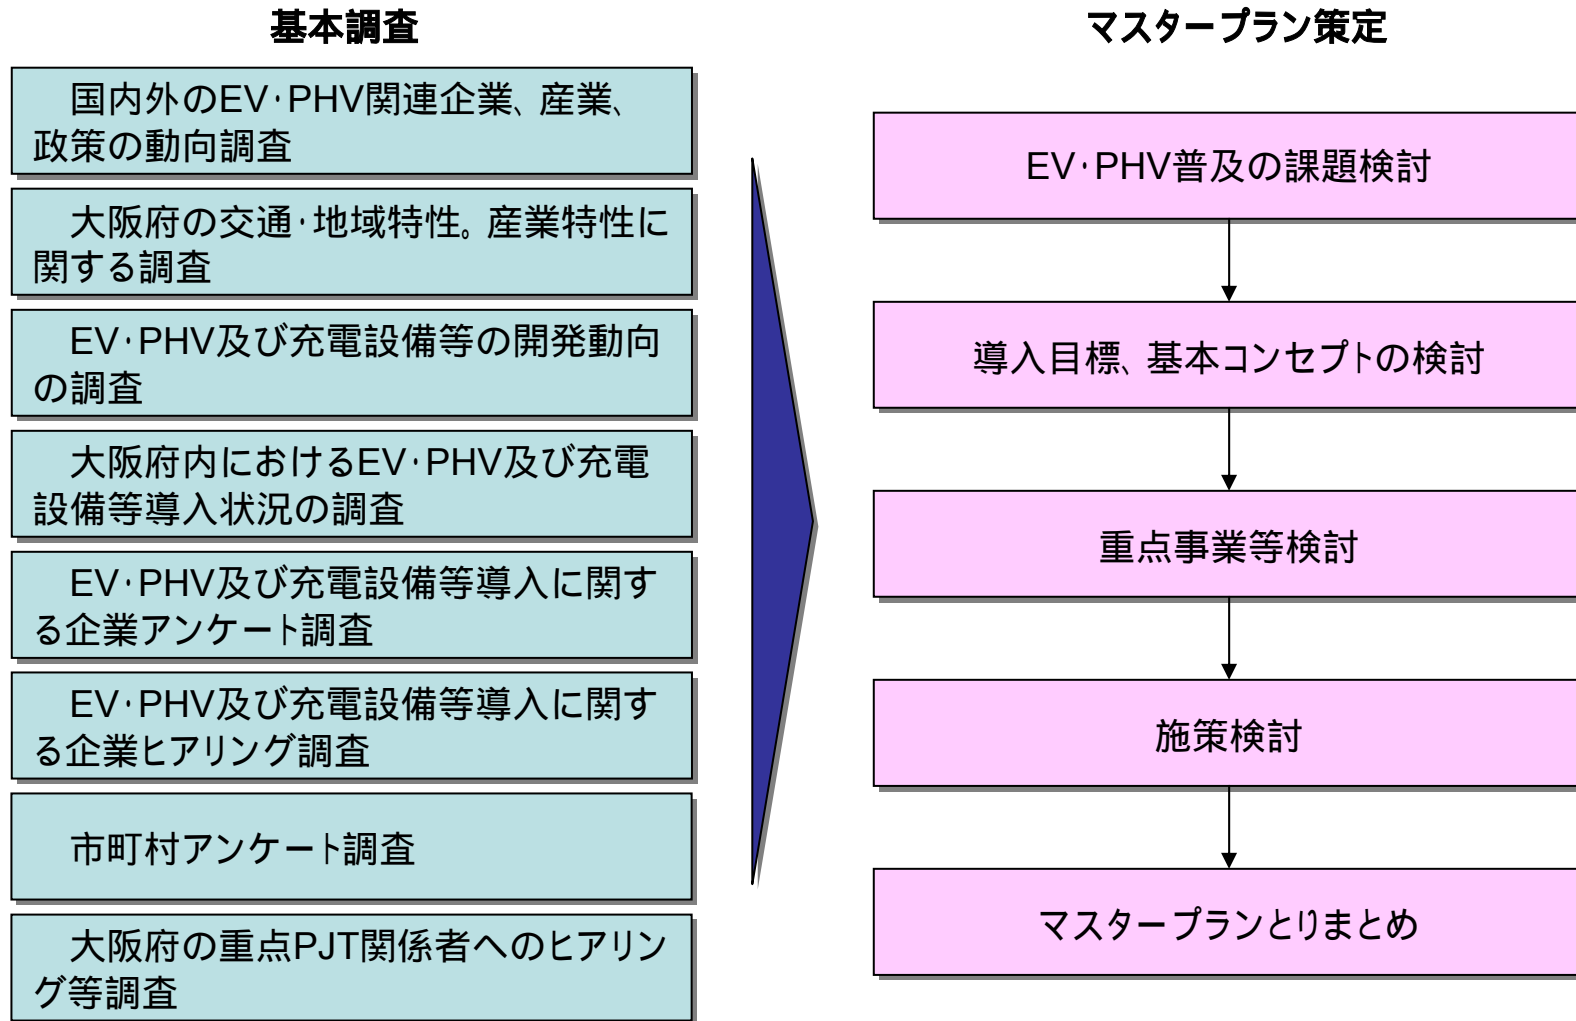 基本調査
国内外のEV・PHV関連企業、産業、
政策の動向調査
大阪府の交通・地域特性。産業特性に
関する調査
EV・PHV及び充電設備等の開発動向
の調査
大阪府内におけるEV・PHV及び充電
設備等導入状況の調査
EV・PHV及び充電設備等導入に関す
る企業アンケート調査
EV・PHV及び充電設備等導入に関す
る企業ヒアリング調査
市町村アンケート調査
大阪府の重点PJT関係者へのヒアリン
グ等調査
マスタープラン策定
EV・PHV普及の課題検討
導入目標、基本コンセプトの検討
重点事業等検討
施策検討
マスタープランとりまとめ